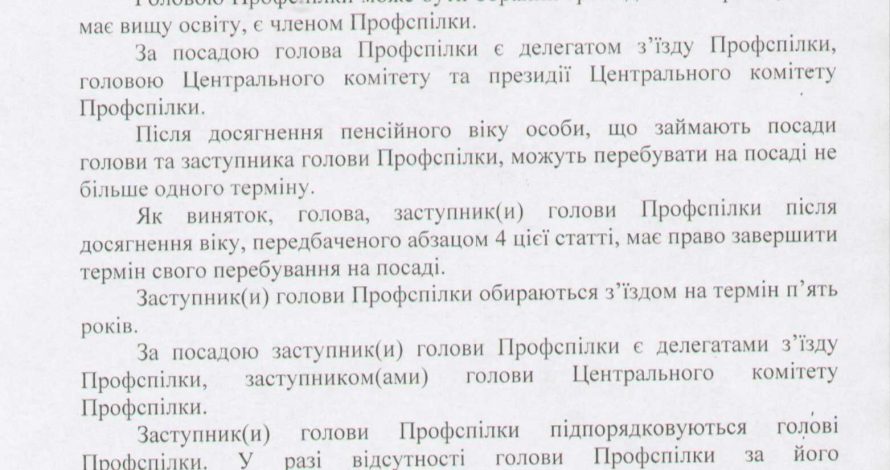 має вищу освіту, є членом Профспілки.
За посадою голова Профспілки є делегатом з’їзду Профспілки,
головою Центрального комітету та президії Центрального комітету
Профспілки.
Після досягнення пенсійного віку особи, що займають посади
голови та заступника голови Профспілки, можуть перебувати на посаді не
більше одного терміну.
Як виняток, голова, заступник(и) голови Профспілки після
досягнення віку, передбаченого абзацом 4 цієї статті, має право завершити
термін свого перебування на посаді.
Заступник(и) голови Профспілки обираються з’їздом на термін п’ять
років.
За посадою заступник(и) голови Профспілки є делегатами з’їзду
Профспілки, заступником(ами) голови Центрального комітету
Профспілки.
Заступник(и) голови Профспілки підпорядковуються голові
Профспілки. У разі відсутності голови Профспілки за його